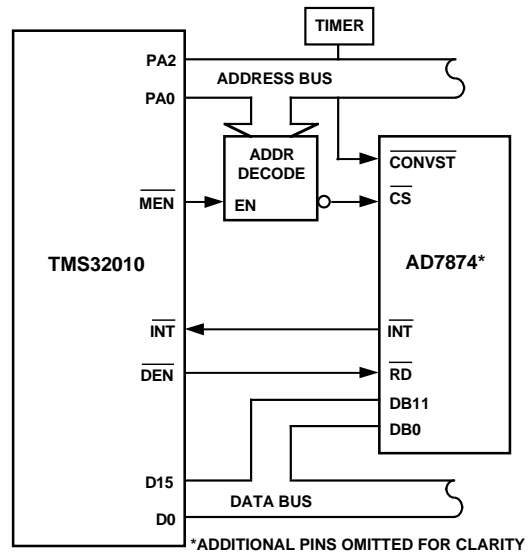 TIMER
PA2
ADDRESS BUS
PA0
ADDR
DECODE
CONVST
MEN
EN
CS
TMS32010
AD7874*
INT
INT
DEN
RD
DB11
DB0
D15
DATA BUS
D0
*ADDITIONAL PINS OMITTED FOR CLARITY